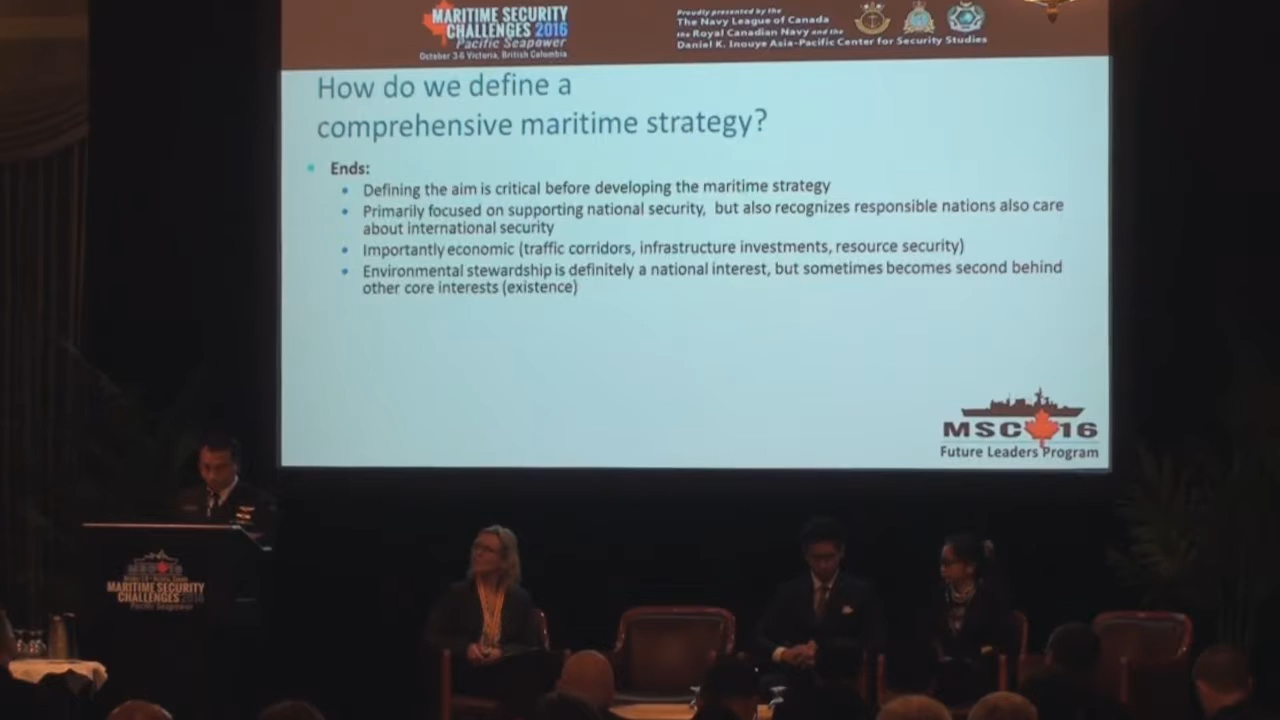 MARITIME SECURITY
CHALLENGES 2016
Pacific Seapower
October 3-6 Victoria, British Columbia
Proudly presented by the
The Navy League of Canada
the Royal Canadian Navy and the
Daniel K. Inouye Asia-Pacific Center for Security Studies
How do we define a
comprehensive maritime strategy?
Ends:
Defining the aim is critical before developing the maritime strategy
Primarily focused on supporting national security, but also recognizes responsible nations also care
about international security
Importantly economic (traffic corridors, infrastructure investments, resource security)
Environmental stewardship is definitely a national interest, but sometimes becomes second behind
other core interests (existence)
MSC 16
Future Leaders Program
MARITIME SECURITY
CHALLENGES 2016
Pacific Seapower